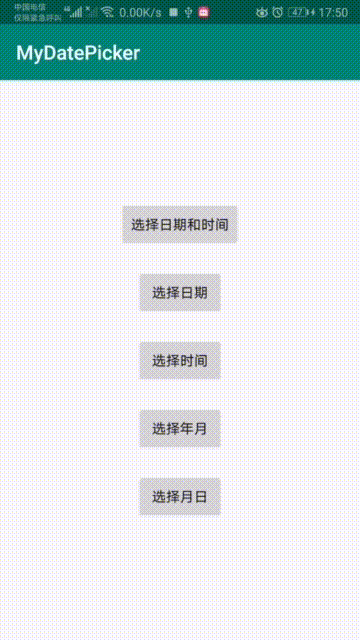 中国电信
仅限紧急呼叫
0.00K/s
47
17:50
MyDatePicker
选择日期和时间
选择日期
选择时间
选择年月
选择月日